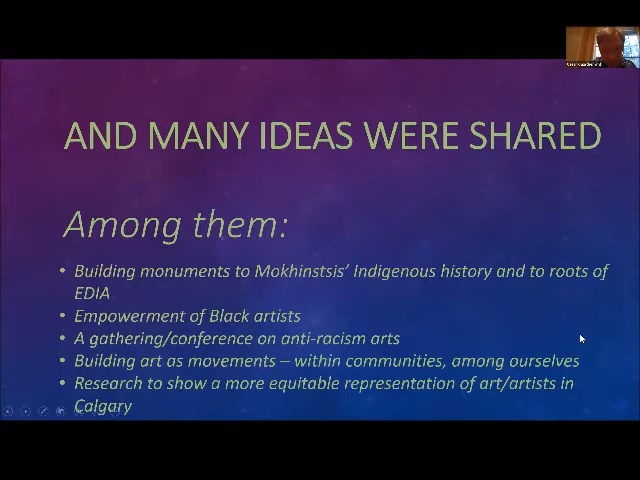 AND MANY IDEAS WERE SHARED
Among them:
• Building monuments to Mokhinstsis' Indigenous history and to roots of
EDIA
• Empowerment of Black artists
• A gathering/conference on anti-racism arts
• Building art as movements – within communities, among ourselves
• Research to show a more equitable representation of art/artists in
Calgary